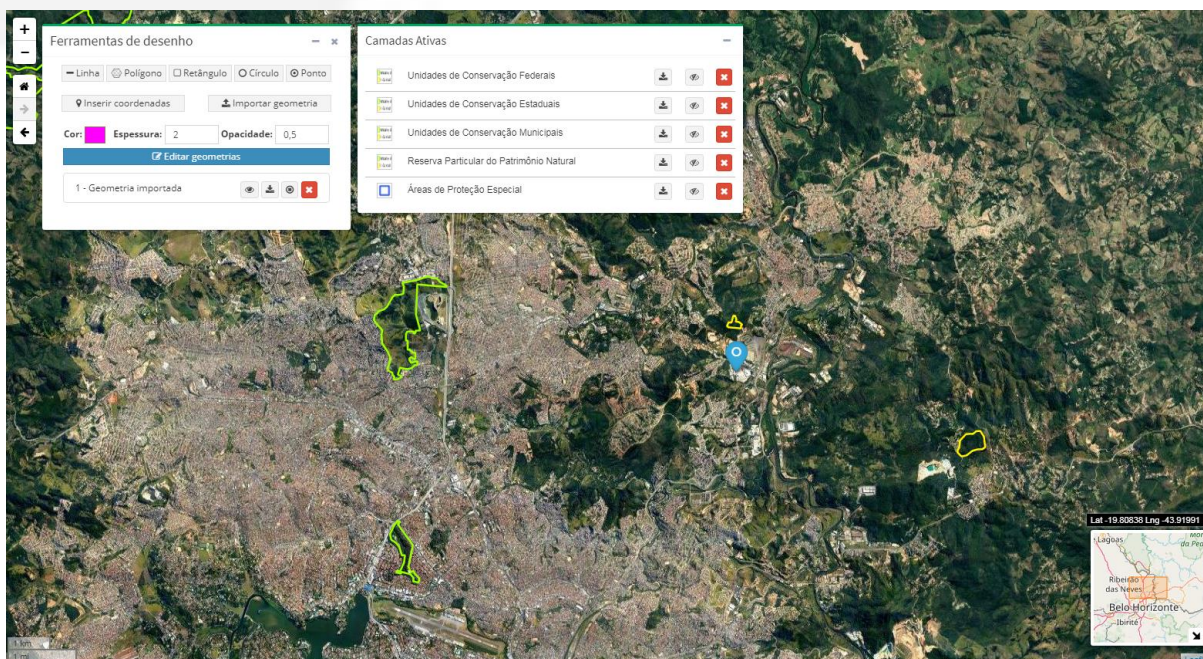 +
−
Ferramentas de desenho
Linha Polígono Retângulo Círculo Ponto
Inserir coordenadas Importar geometria
Cor: Espessura: 2 Opacidade: 0,5
Editar geometrias
1 - Geometria importada
Camadas Ativas
Unidades de Conservação Federais
Unidades de Conservação Estaduais
Unidades de Conservação Municipais
Reserva Particular do Patrimônio Natural
Áreas de Proteção Especial
Lat -19.80838 Lng -43.91991
Lagoas
Ribeirão
das Neves
Belo Horizonte
Ibirité
1 km
1 mi